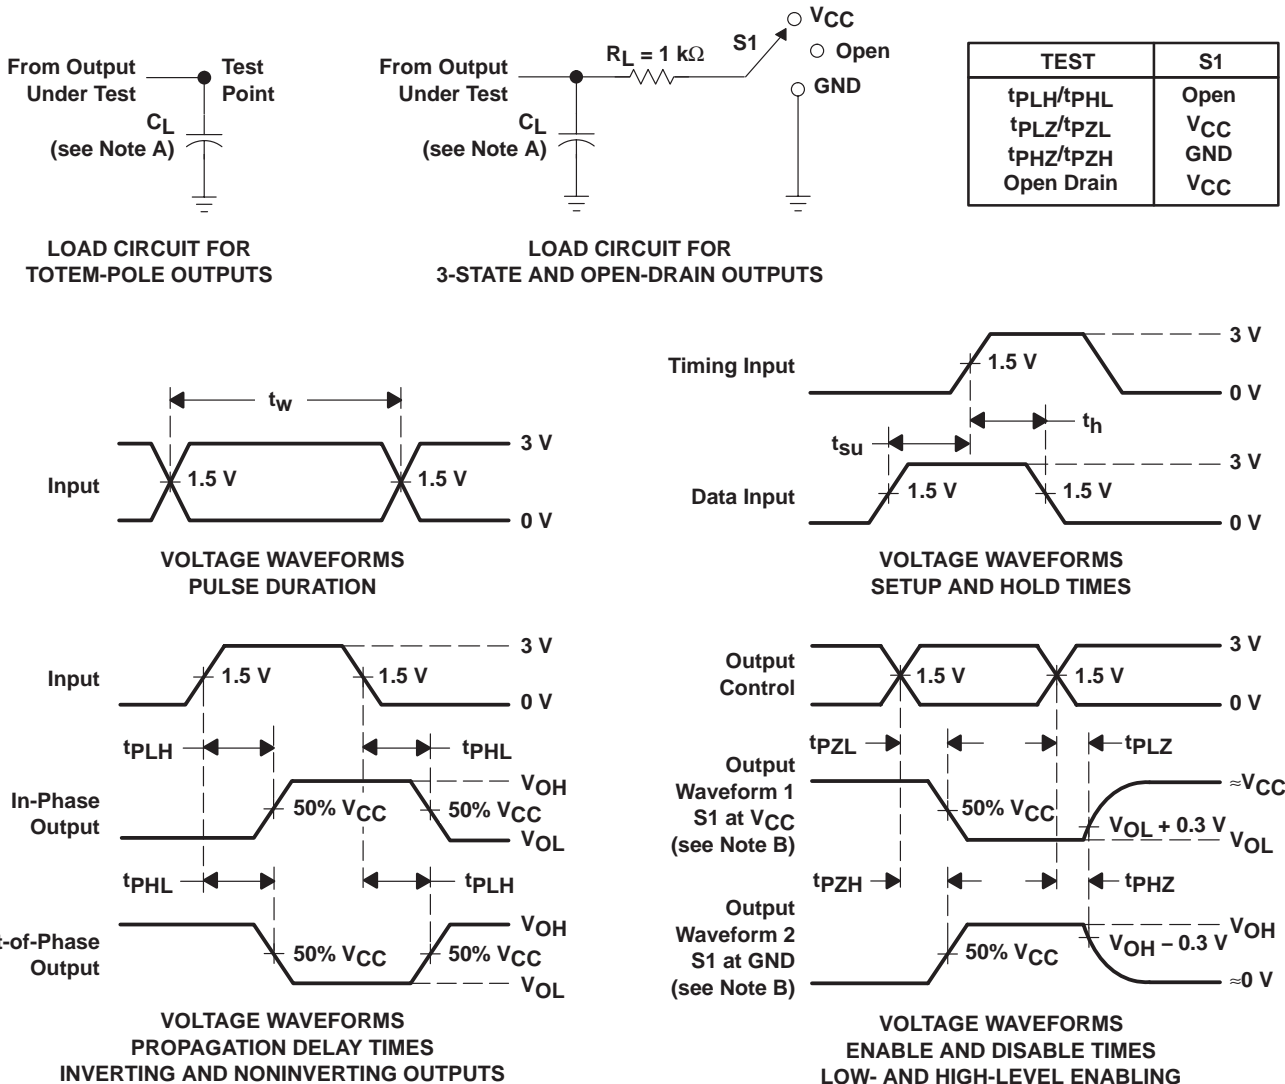 From Output
Under Test
Test
Point
CL
(see Note A)
LOAD CIRCUIT FOR
TOTEM-POLE OUTPUTS
From Output
Under Test
RL = 1 kΩ
S1
VCC
Open
GND
CL
(see Note A)
LOAD CIRCUIT FOR
3-STATE AND OPEN-DRAIN OUTPUTS
TEST S1
tPLH/tPHL Open
tPLZ/tPZL VCC
tPHZ/tPZH GND
Open Drain VCC
tw
Input
3 V
1.5 V 1.5 V
0 V
VOLTAGE WAVEFORMS
PULSE DURATION
Timing Input
3 V
1.5 V
0 V
th
tsu
Data Input
3 V
1.5 V 1.5 V
0 V
VOLTAGE WAVEFORMS
SETUP AND HOLD TIMES
Input
3 V
1.5 V 1.5 V
0 V
tPLH tPHL
In-Phase
Output
VOH
50% VCC 50% VCC
VOL
tPHL tPLH
t-of-Phase
Output
VOH
50% VCC 50% VCC
VOL
VOLTAGE WAVEFORMS
PROPAGATION DELAY TIMES
INVERTING AND NONINVERTING OUTPUTS
Output
Control
3 V
1.5 V 1.5 V
0 V
tPZL tPLZ
Output
Waveform 1
S1 at VCC
(see Note B)
≈VCC
50% VCC
VOL + 0.3 V
VOL
tPZH tPHZ
Output
Waveform 2
S1 at GND
(see Note B)
VOH
50% VCC
VOH − 0.3 V
≈0 V
VOLTAGE WAVEFORMS
ENABLE AND DISABLE TIMES
LOW- AND HIGH-LEVEL ENABLING